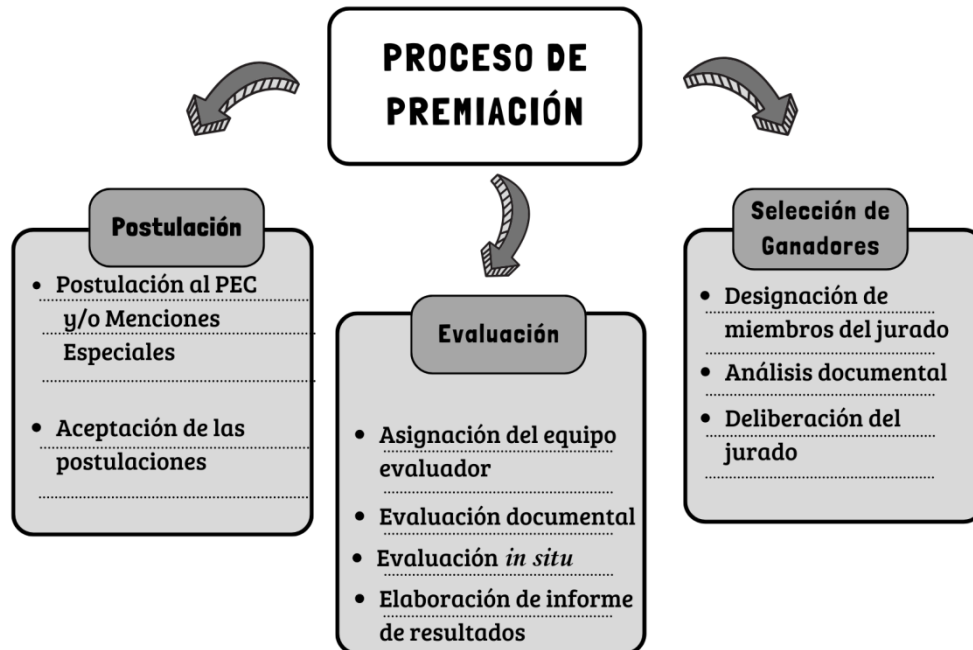 PROCESO DE
PREMIACIÓN
Postulación
• Postulación al PEC
y/o Menciones
Especiales
• Aceptación de las
postulaciones
Evaluación
• Asignación del equipo
evaluador
• Evaluación documental
• Evaluación in situ
• Elaboración de informe
de resultados
Selección de
Ganadores
• Designación de
miembros del jurado
• Análisis documental
• Deliberación del
jurado